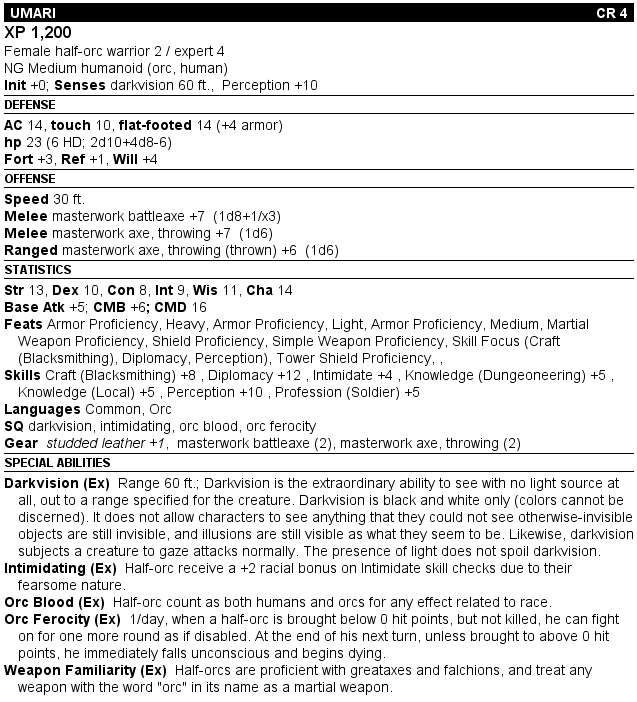 UMARI CR 4
XP 1,200
Female half-orc warrior 2 / expert 4
NG Medium humanoid (orc, human)
Init +0; Senses darkvision 60 ft., Perception +10
DEFENSE
AC 14, touch 10, flat-footed 14 (+4 armor)
hp 23 (6 HD; 2d10+4d8-6)
Fort +3, Ref +1, Will +4
OFFENSE
Speed 30 ft.
Melee masterwork battleaxe +7 (1d8+1/x3)
Melee masterwork axe, throwing +7 (1d6)
Ranged masterwork axe, throwing (thrown) +6 (1d6)
STATISTICS
Str 13, Dex 10, Con 8, Int 9, Wis 11, Cha 14
Base Atk +5; CMB +6; CMD 16
Feats Armor Proficiency, Heavy, Armor Proficiency, Light, Armor Proficiency, Medium, Martial
Weapon Proficiency, Shield Proficiency, Simple Weapon Proficiency, Skill Focus (Craft
(Blacksmithing), Diplomacy, Perception), Tower Shield Proficiency, , 
Skills Craft (Blacksmithing) +8 , Diplomacy +12 , Intimidate +4 , Knowledge (Dungeoneering) +5 ,
Knowledge (Local) +5 , Perception +10 , Profession (Soldier) +5
Languages Common, Orc
SQ darkvision, intimidating, orc blood, orc ferocity
Gear studded leather +1, masterwork battleaxe (2), masterwork axe, throwing (2)
SPECIAL ABILITIES
Darkvision (Ex) Range 60 ft.; Darkvision is the extraordinary ability to see with no light source at
all, out to a range specified for the creature. Darkvision is black and white only (colors cannot be
discerned). It does not allow characters to see anything that they could not see otherwise-invisible
objects are still invisible, and illusions are still visible as what they seem to be. Likewise, darkvision
subjects a creature to gaze attacks normally. The presence of light does not spoil darkvision.
Intimidating (Ex) Half-orc receive a +2 racial bonus on Intimidate skill checks due to their
fearsome nature.
Orc Blood (Ex) Half-orc count as both humans and orcs for any effect related to race.
Orc Ferocity (Ex) 1/day, when a half-orc is brought below 0 hit points, but not killed, he can fight
on for one more round as if disabled. At the end of his next turn, unless brought to above 0 hit
points, he immediately falls unconscious and begins dying.
Weapon Familiarity (Ex) Half-orcs are proficient with greataxes and falchions, and treat any
weapon with the word "orc" in its name as a martial weapon.